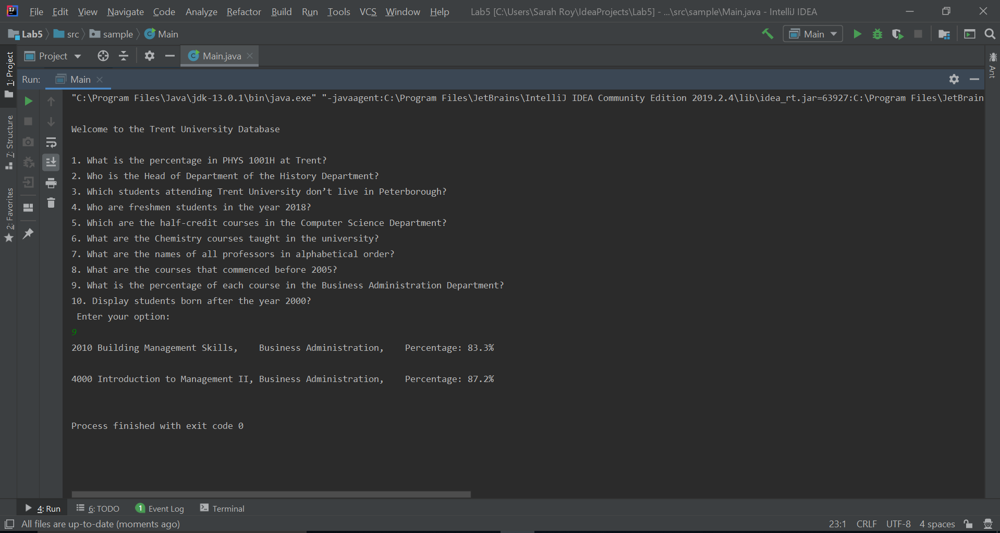 File Edit View Navigate Code Analyze Refactor Build Run Tools VCS Window Help Lab5 [C:\Users\Sarah Roy\IdeaProjects\Lab5] - ...\src\sample\Main.java - IntelliJ IDEA
Lab5 src sample Main Main
1: Project
Project Main.java
Ant
Run: Main
"C:\Program Files\Java\jdk-13.0.1\bin\java.exe" "-javaagent:C:\Program Files\JetBrains\IntelliJ IDEA Community Edition 2019.2.4\lib\idea_rt.jar=63927:C:\Program Files\JetBrain
7: Structure
2: Favorites
Welcome to the Trent University Database
1. What is the percentage in PHYS 1001H at Trent?
2. Who is the Head of Department of the History Department?
3. Which students attending Trent University don’t live in Peterborough?
4. Who are freshmen students in the year 2018?
5. Which are the half-credit courses in the Computer Science Department?
6. What are the Chemistry courses taught in the university?
7. What are the names of all professors in alphabetical order?
8. What are the courses that commenced before 2005?
9. What is the percentage of each course in the Business Administration Department?
10. Display students born after the year 2000?
Enter your option:
9
2010 Building Management Skills, Business Administration, Percentage: 83.3%
4000 Introduction to Management II, Business Administration, Percentage: 87.2%
Process finished with exit code 0
4: Run 6: TODO 1 Event Log Terminal
All files are up-to-date (moments ago) 23:1 CRLF UTF-8 4 spaces